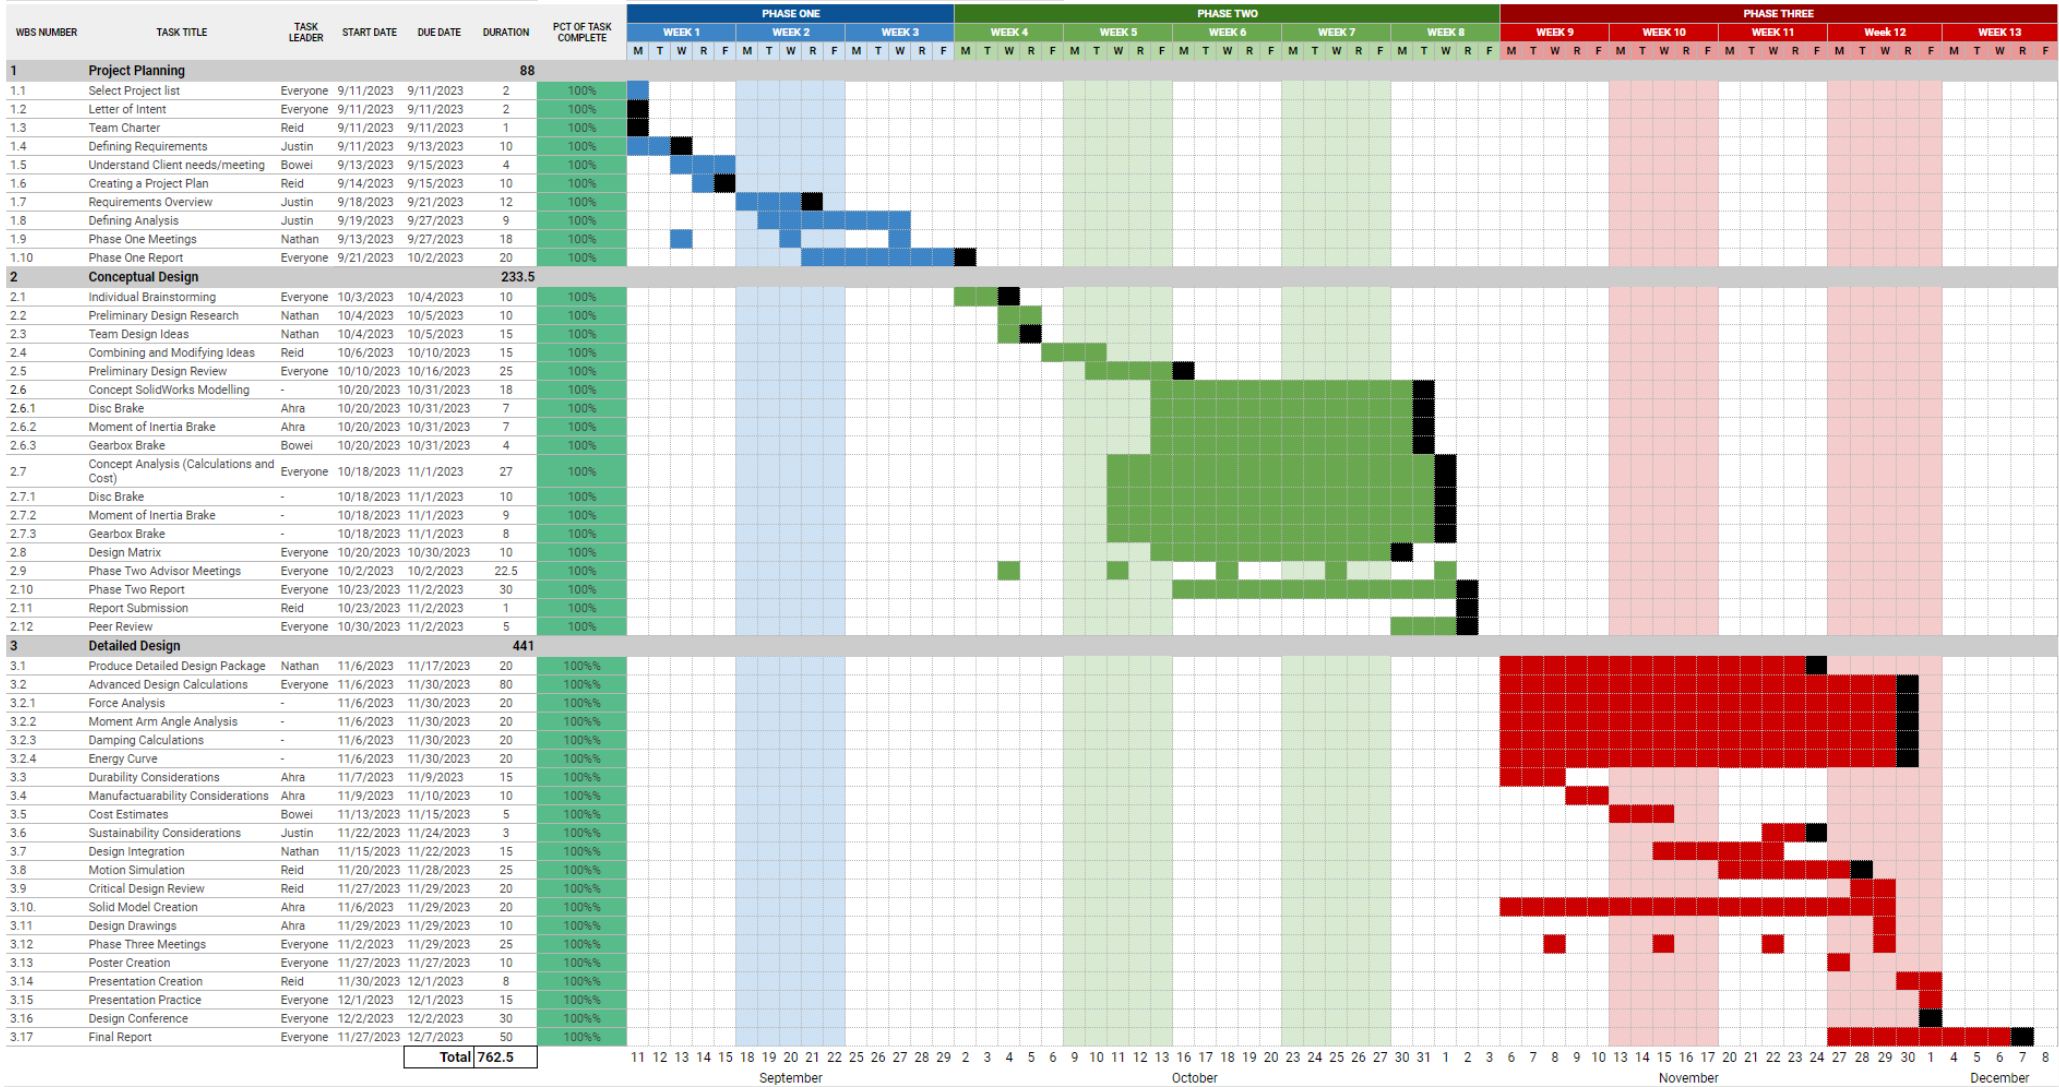 PHASE ONE PHASE TWO PHASE THREE
WBS NUMBER TASK TITLE TASK LEADER START DATE DUE DATE DURATION PCT OF TASK COMPLETE WEEK 1 WEEK 2 WEEK 3 WEEK 4 WEEK 5 WEEK 6 WEEK 7 WEEK 8 WEEK 9 WEEK 10 WEEK 11 Week 12 WEEK 13
M T W R F M T W R F M T W R F M T W R F M T W R F M T W R F M T W R F M T W R F M T W R F M T W R F M T W R F M T W R F M T W R F
1 Project Planning 88
1.1 Select Project list Everyone 9/11/2023 9/11/2023 2 100%
1.2 Letter of Intent Everyone 9/11/2023 9/11/2023 2 100%
1.3 Team Charter Reid 9/11/2023 9/11/2023 1 100%
1.4 Defining Requirements Justin 9/11/2023 9/13/2023 10 100%
1.5 Understand Client needs/meeting Bowei 9/13/2023 9/15/2023 4 100%
1.6 Creating a Project Plan Reid 9/14/2023 9/15/2023 10 100%
1.7 Requirements Overview Justin 9/18/2023 9/21/2023 12 100%
1.8 Defining Analysis Justin 9/19/2023 9/27/2023 9 100%
1.9 Phase One Meetings Nathan 9/13/2023 9/27/2023 18 100%
1.10 Phase One Report Everyone 9/21/2023 10/2/2023 20 100%
2 Conceptual Design 233.5
2.1 Individual Brainstorming Everyone 10/3/2023 10/4/2023 10 100%
2.2 Preliminary Design Research Nathan 10/4/2023 10/5/2023 10 100%
2.3 Team Design Ideas Nathan 10/4/2023 10/5/2023 15 100%
2.4 Combining and Modifying Ideas Reid 10/6/2023 10/10/2023 15 100%
2.5 Preliminary Design Review Everyone 10/10/2023 10/16/2023 25 100%
2.6 Concept SolidWorks Modelling - 10/20/2023 10/31/2023 18 100%
2.6.1 Disc Brake Ahra 10/20/2023 10/31/2023 7 100%
2.6.2 Moment of Inertia Brake Ahra 10/20/2023 10/31/2023 7 100%
2.6.3 Gearbox Brake Bowei 10/20/2023 10/31/2023 4 100%
2.7 Concept Analysis (Calculations and Cost) Everyone 10/18/2023 11/1/2023 27 100%
2.7.1 Disc Brake - 10/18/2023 11/1/2023 10 100%
2.7.2 Moment of Inertia Brake - 10/18/2023 11/1/2023 9 100%
2.7.3 Gearbox Brake - 10/18/2023 11/1/2023 8 100%
2.8 Design Matrix Everyone 10/20/2023 10/30/2023 10 100%
2.9 Phase Two Advisor Meetings Everyone 10/2/2023 10/2/2023 22.5 100%
2.10 Phase Two Report Everyone 10/23/2023 11/2/2023 30 100%
2.11 Report Submission Reid 10/23/2023 11/2/2023 1 100%
2.12 Peer Review Everyone 10/30/2023 11/2/2023 5 100%
3 Detailed Design 441
3.1 Produce Detailed Design Package Nathan 11/6/2023 11/17/2023 20 100%%
3.2 Advanced Design Calculations Everyone 11/6/2023 11/30/2023 80 100%%
3.2.1 Force Analysis - 11/6/2023 11/30/2023 20 100%%
3.2.2 Moment Arm Angle Analysis - 11/6/2023 11/30/2023 20 100%%
3.2.3 Damping Calculations - 11/6/2023 11/30/2023 20 100%%
3.2.4 Energy Curve - 11/6/2023 11/30/2023 20 100%%
3.3 Durability Considerations Ahra 11/7/2023 11/9/2023 15 100%%
3.4 Manufactuarability Considerations Ahra 11/9/2023 11/10/2023 10 100%%
3.5 Cost Estimates Bowei 11/13/2023 11/15/2023 5 100%%
3.6 Sustainability Considerations Justin 11/22/2023 11/24/2023 3 100%%
3.7 Design Integration Nathan 11/15/2023 11/22/2023 15 100%%
3.8 Motion Simulation Reid 11/20/2023 11/28/2023 25 100%%
3.9 Critical Design Review Reid 11/27/2023 11/29/2023 20 100%%
3.10. Solid Model Creation Ahra 11/6/2023 11/29/2023 20 100%%
3.11 Design Drawings Ahra 11/29/2023 11/29/2023 10 100%%
3.12 Phase Three Meetings Everyone 11/2/2023 11/29/2023 25 100%%
3.13 Poster Creation Everyone 11/27/2023 11/27/2023 10 100%%
3.14 Presentation Creation Reid 11/30/2023 12/1/2023 8 100%%
3.15 Presentation Practice Everyone 12/1/2023 12/1/2023 15 100%%
3.16 Design Conference Everyone 12/2/2023 12/2/2023 30 100%%
3.17 Final Report Everyone 11/27/2023 12/7/2023 50 100%%
Total 762.5 11 12 13 14 15 18 19 20 21 22 25 26 27 28 29 2 3 4 5 6 9 10 11 12 13 16 17 18 19 20 23 24 25 26 27 30 31 1 2 3 6 7 8 9 10 13 14 15 16 17 20 21 22 23 24 27 28 29 30 1 4 5 6 7 8
September October November December